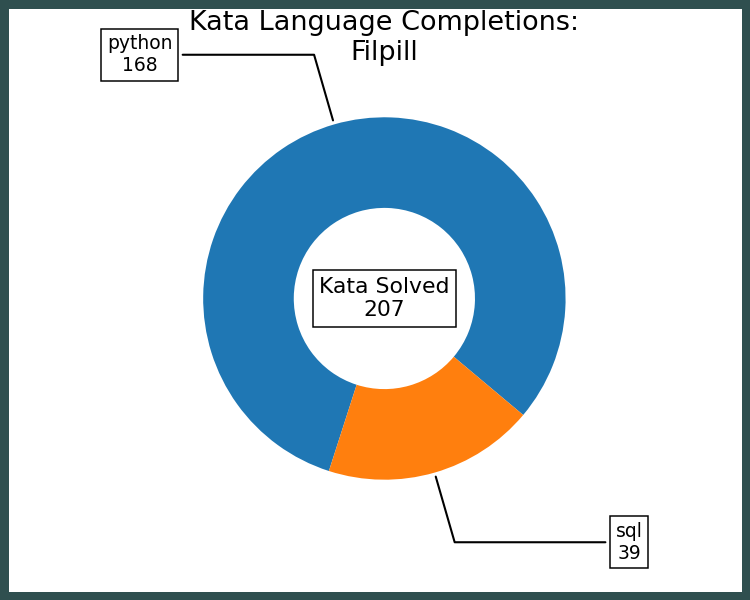 Kata Language Completions:
Filpill
python
168
Kata Solved
207
sql
39